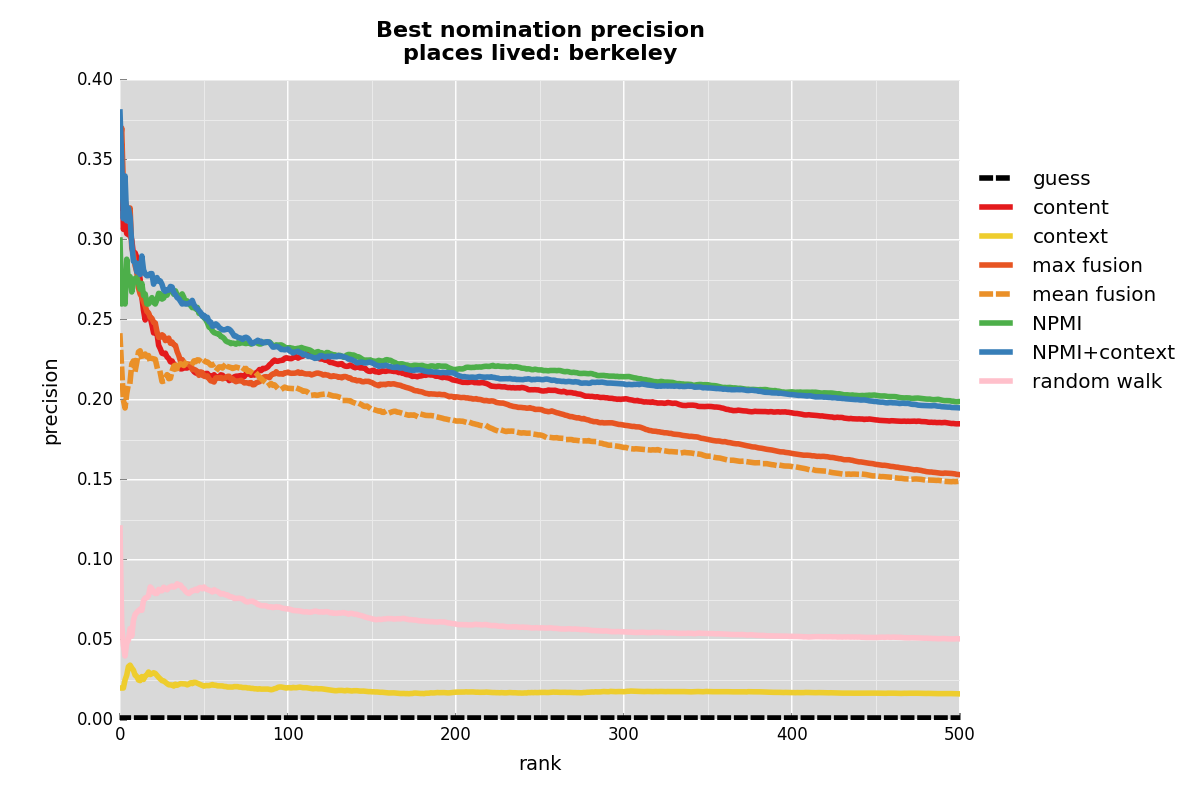 Best nomination precision
places lived: berkeley
0.40
0.35
0.30
0.25
0.20
0.15
0.10
0.05
0.00
precision
0
100
200
300
400
500
rank
guess
content
context
max fusion
mean fusion
NPMI
NPMI+context
random walk